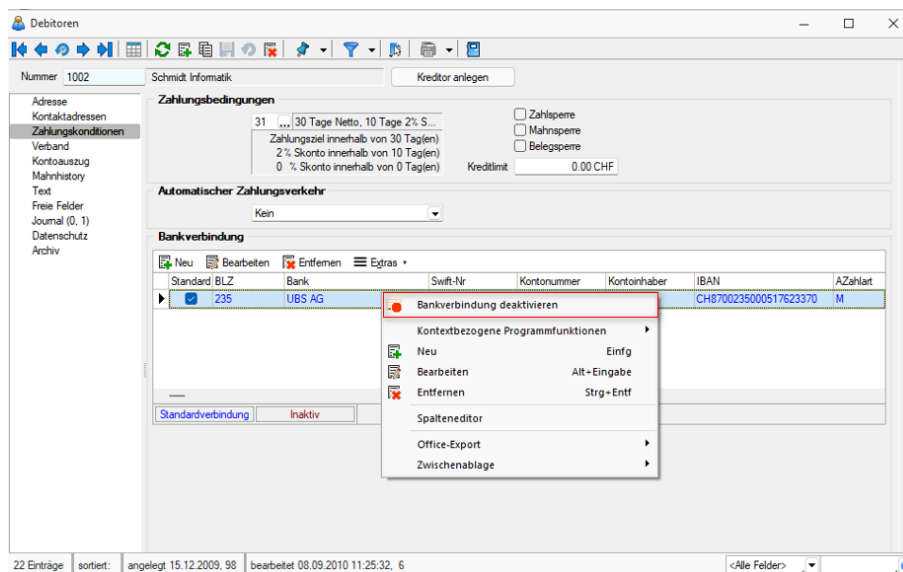 Debitoren
Nummer 1002 Schmidt Informatik Kreditor anlegen
Adresse
Kontaktadressen
Zahlungskonditionen
Verband
Kontoauszug
Mahnhistory
Text
Freie Felder
Journal (0, 1)
Datenschutz
Archiv
Zahlungsbedingungen
31 ... 30 Tage Netto, 10 Tage 2% S...
Zahlungsziel innerhalb von 30 Tag(en)
2 % Skonto innerhalb von 10 Tag(en)
0 % Skonto innerhalb von 0 Tag(en)
Zahlsperre
Mahnsperre
Belegsperre
Kreditlimit 0.00 CHF
Automatischer Zahlungsverkehr
Kein
Bankverbindung
Neu Bearbeiten Entfernen Extras
Standard BLZ Bank Swift-Nr Kontonummer Kontoinhaber IBAN AZahlart
235 UBS AG CH8700235000517623370 M
Bankverbindung deaktivieren
Kontextbezogene Programmfunktionen
Neu Einfg
Bearbeiten Alt+Eingabe
Entfernen Strg+Entf
Spalteneditor
Office-Export
Zwischenablage
Standardverbindung Inaktiv
22 Einträge sortiert: angelegt 15.12.2009, 98 bearbeitet 08.09.2010 11:25:32, 6 <Alle Felder>